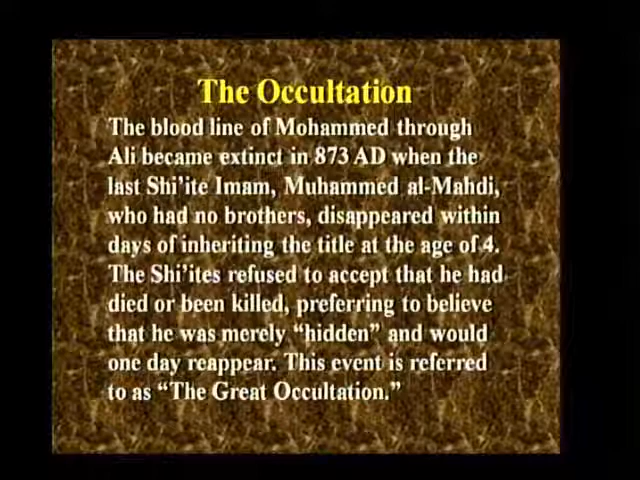 The Occultation
The blood line of Mohammed through
Ali became extinct in 873 AD when the
last Shi'ite Imam, Muhammed al-Mahdi,
who had no brothers, disappeared within
days of inheriting the title at the age of 4.
The Shi'ites refused to accept that he had
died or been killed, preferring to believe
that he was merely "hidden" and would
one day reappear. This event is referred
to as "The Great Occultation."